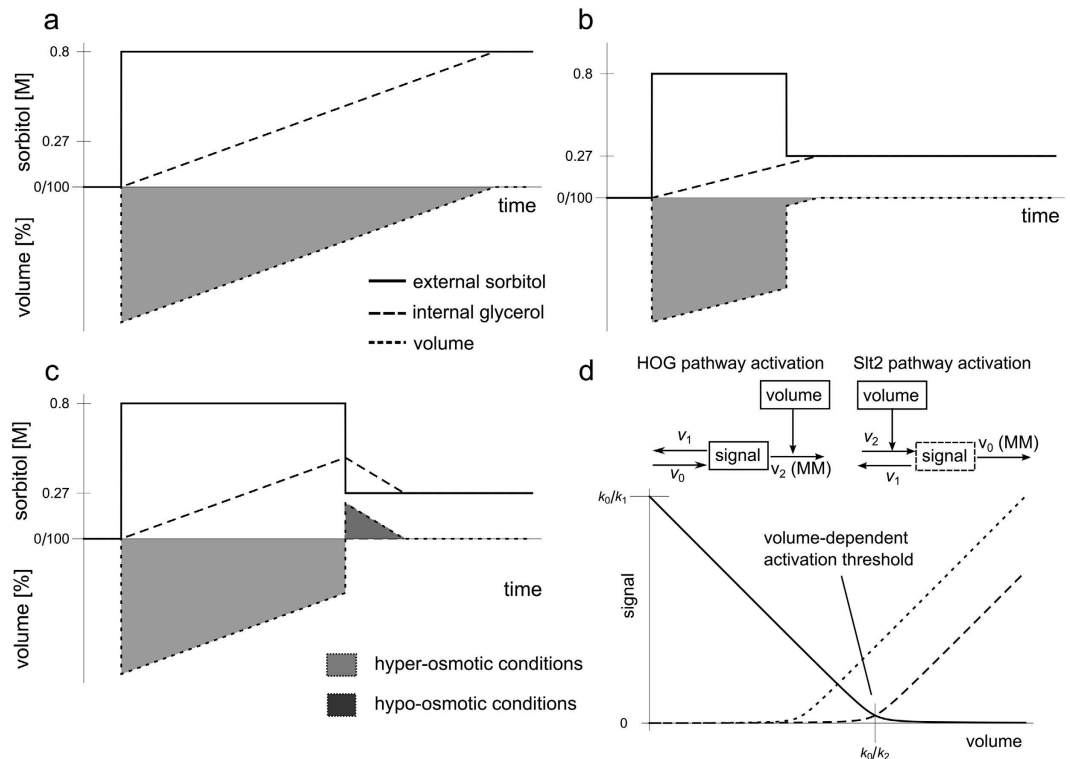 a
sorbitol [M]
0.8
0.27
0/100
volume [%]
time
external sorbitol
internal glycerol
volume
b
sorbitol [M]
0.8
0.27
0/100
volume [%]
time
c
sorbitol [M]
0.8
0.27
0/100
volume [%]
time
hyper-osmotic conditions
hypo-osmotic conditions
d
HOG pathway activation
Slt2 pathway activation
volume
volume
v1
signal
v0
v2 (MM)
v2
signal
v1
v0 (MM)
k0/k1
volume-dependent
activation threshold
signal
0
k0/k2
volume